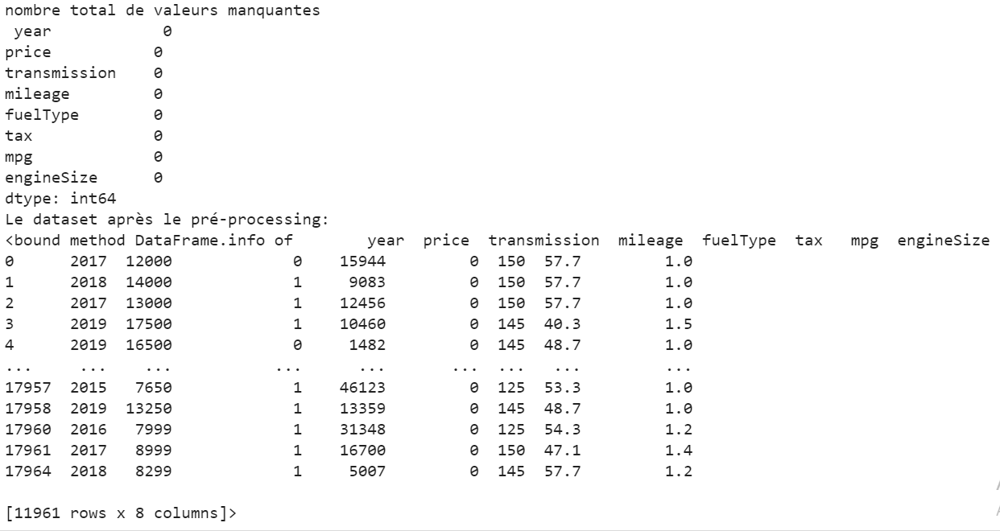 nombre total de valeurs manquantes
 year            0
price           0
transmission    0
mileage         0
fuelType        0
tax             0
mpg             0
engineSize      0
dtype: int64
Le dataset après le pré-processing:
<bound method DataFrame.info of        year  price  transmission  mileage  fuelType  tax   mpg  engineSize
0      2017  12000             0    15944         0  150  57.7         1.0
1      2018  14000             1     9083         0  150  57.7         1.0
2      2017  13000             1    12456         0  150  57.7         1.0
3      2019  17500             1    10460         0  145  40.3         1.5
4      2019  16500             0     1482         0  145  48.7         1.0
...     ...    ...           ...      ...       ...  ...   ...         ...
17957  2015   7650             1    46123         0  125  53.3         1.0
17958  2019  13250             1    13359         0  145  48.7         1.0
17960  2016   7999             1    31348         0  125  54.3         1.2
17961  2017   8999             1    16700         0  150  47.1         1.4
17964  2018   8299             1     5007         0  145  57.7         1.2
[11961 rows x 8 columns]>